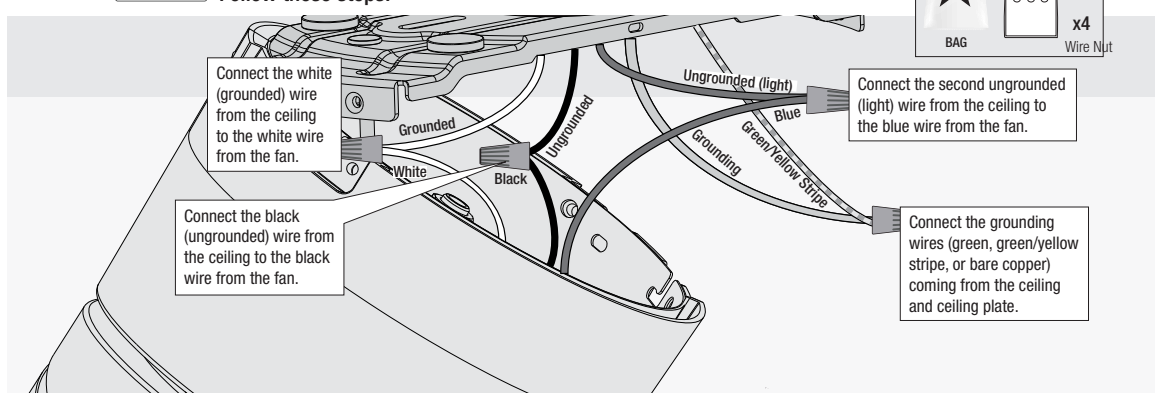 Follow these steps:
BAG
x4
Wire Nut
Connect the white
(grounded) wire
from the ceiling
to the white wire
from the fan.
Grounded
White
Ungrounded
Black
Ungrounded (light)
Blue
Grounding
Green/Yellow Stripe
Connect the second ungrounded
(light) wire from the ceiling to
the blue wire from the fan.
Connect the black
(ungrounded) wire from
the ceiling to the black
wire from the fan.
Connect the grounding
wires (green, green/yellow
stripe, or bare copper)
coming from the ceiling
and ceiling plate.